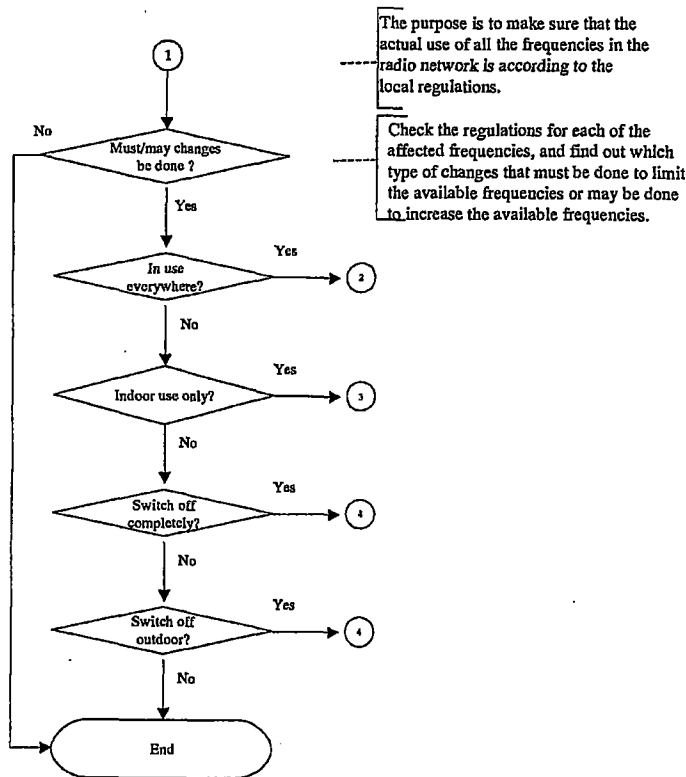 The purpose is to make sure that the
actual use of all the frequencies in the
radio network is according to the
local regulations.
1
No
Must/may changes
be done ?
Check the regulations for each of the
affected frequencies, and find out which
type of changes that must be done to limit
the available frequencies or may be done
to increase the available frequencies.
Yes
In use
everywhere?
Yes
2
No
Indoor use only?
Yes
3
No
Switch off
completely?
Yes
No
Switch off
outdoor?
Yes
4
No
End